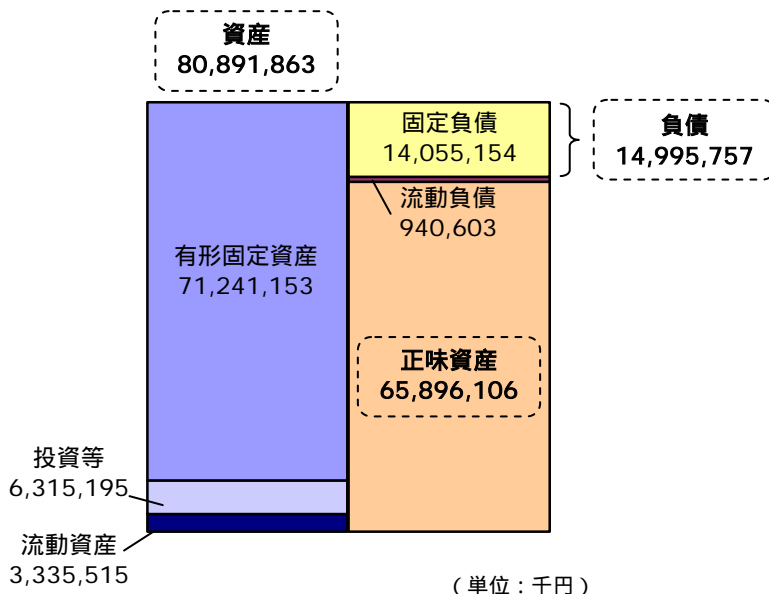 資産
80,891,863
固定負債
14,055,154
負債
14,995,757
流動負債
940,603
有形固定資産
71,241,153
正味資産
65,896,106
投資等
6,315,195
流動資産
3,335,515
（単位：千円）